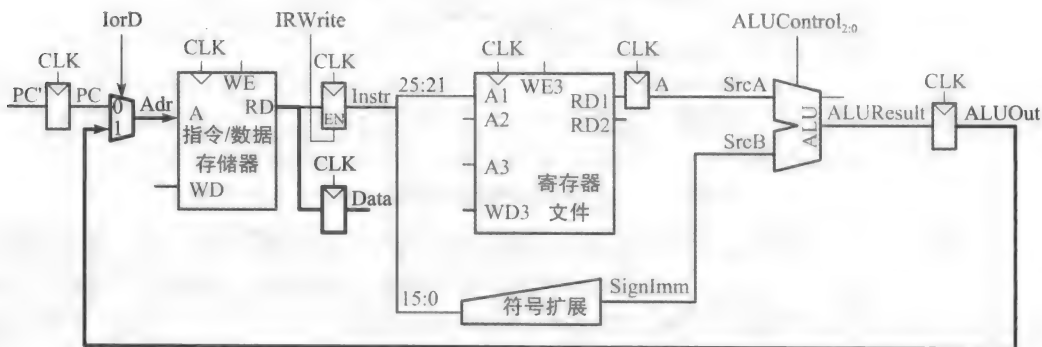 IorD
IRWrite
ALUControl2:0
CLK
CLK
CLK
CLK
CLK
CLK
PC'
PC
0
1
Adr
WE
A
RD
指令/数据
存储器
WD
EN
Instr
CLK
Data
25:21
A1
WE3
RD1
A2
RD2
A3
WD3
寄存器
文件
A
SrcA
SrcB
ALU
ALUResult
ALUOut
15:0
符号扩展
SignImm